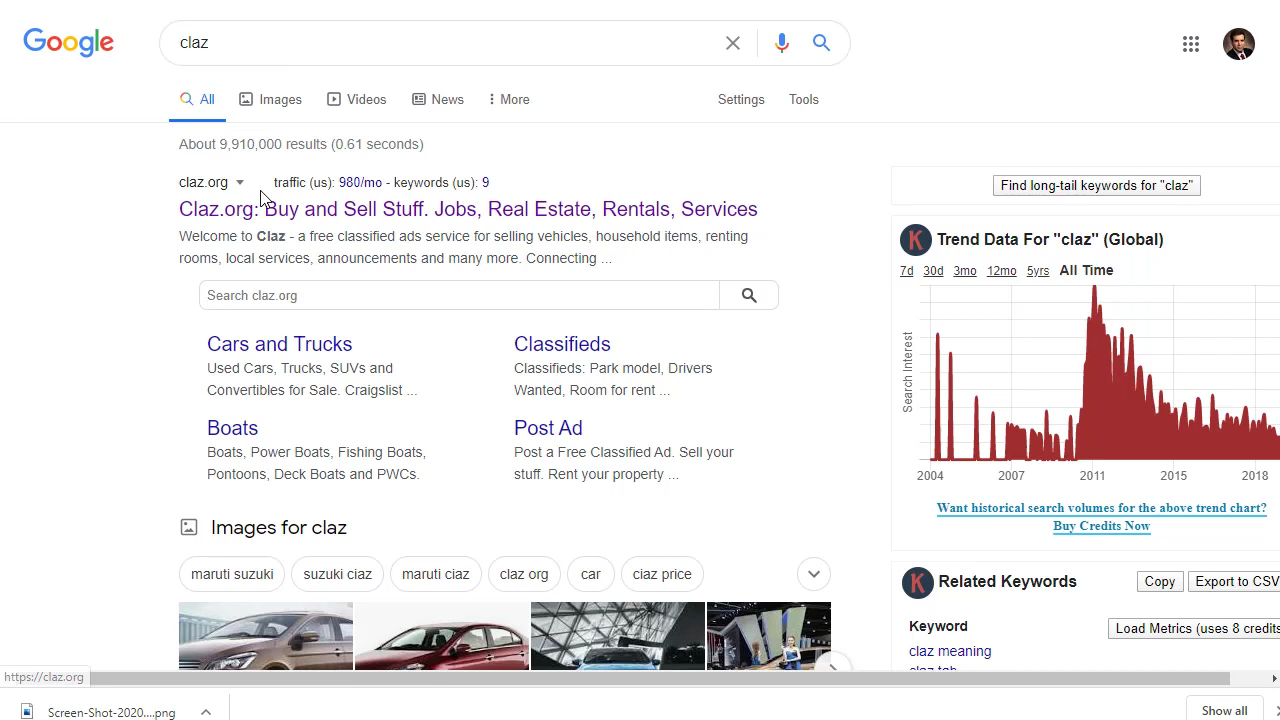 Google
claz
All
Images
Videos
News
More
Settings
Tools
About 9,910,000 results (0.61 seconds)
claz.org
traffic (us): 980/mo - keywords (us): 9
Claz.org: Buy and Sell Stuff. Jobs, Real Estate, Rentals, Services
Welcome to Claz - a free classified ads service for selling vehicles, household items, renting
rooms, local services, announcements and many more. Connecting ...
Search claz.org
Cars and Trucks
Used Cars, Trucks, SUVs and
Convertibles for Sale. Craigslist ...
Classifieds
Classifieds: Park model, Drivers
Wanted, Room for rent ...
Boats
Boats, Power Boats, Fishing Boats,
Pontoons, Deck Boats and PWCs.
Post Ad
Post a Free Classified Ad. Sell your
stuff. Rent your property ...
Images for claz
maruti suzuki
suzuki ciaz
maruti ciaz
claz org
car
ciaz price
Find long-tail keywords for "claz"
K
Trend Data For "claz" (Global)
7d 30d 3mo 12mo 5yrs All Time
Search Interest
2004 2007 2011 2015 2018
Want historical search volumes for the above trend chart?
Buy Credits Now
K
Related Keywords
Copy
Export to CSV
Keyword
Load Metrics (uses 8 credits
claz meaning
https://claz.org
Screen-Shot-2020....png
Show all